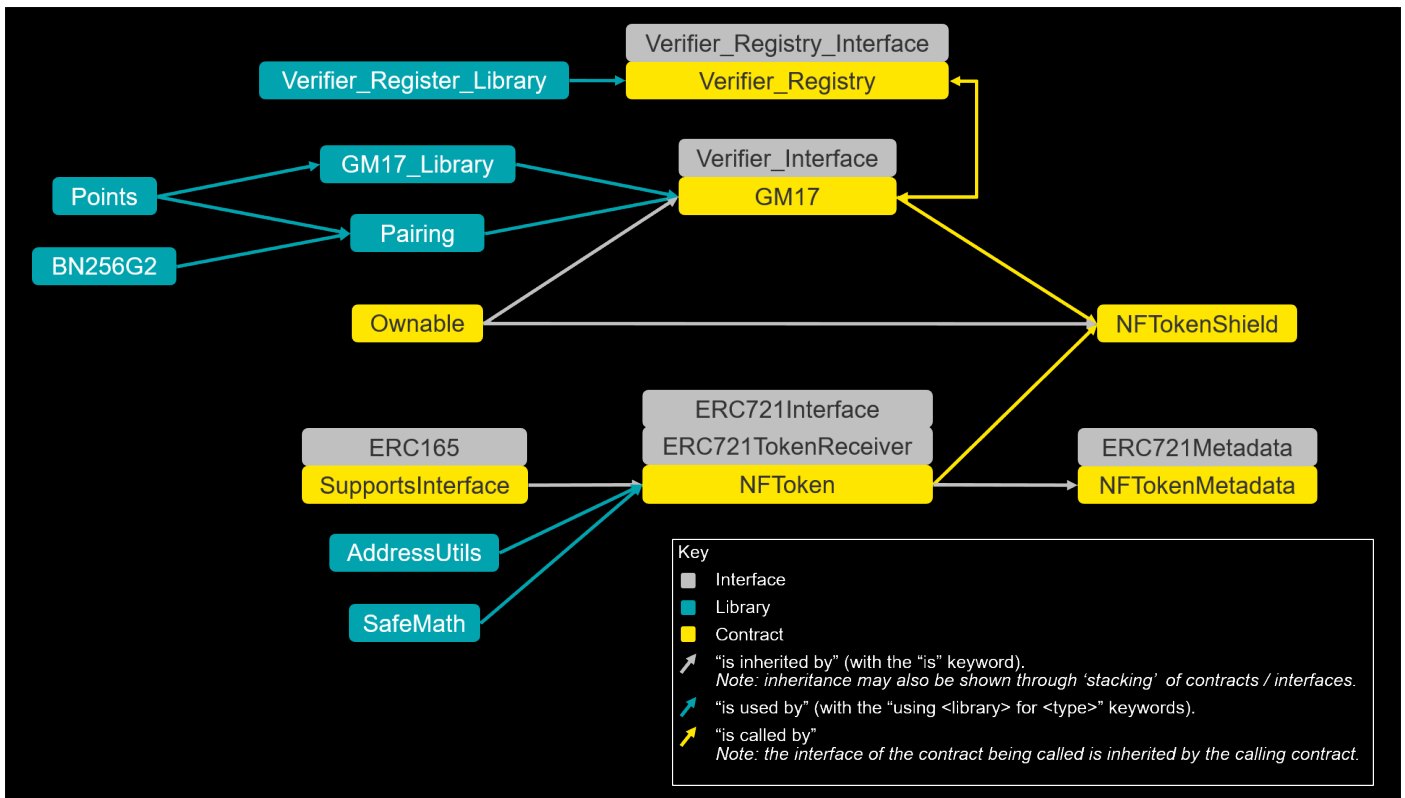 Verifier_Registry_Interface
Verifier_Register_Library
Verifier_Registry
GM17_Library
Verifier_Interface
Points
GM17
Pairing
BN256G2
Ownable
NFTokenShield
ERC721Interface
ERC165
ERC721TokenReceiver
ERC721Metadata
SupportsInterface
NFToken
NFTokenMetadata
AddressUtils
SafeMath
Key
Interface
Library
Contract
“is inherited by” (with the “is” keyword).
Note: inheritance may also be shown through ‘stacking’ of contracts / interfaces.
“is used by” (with the “using <library> for <type>” keywords).
“is called by”
Note: the interface of the contract being called is inherited by the calling contract.